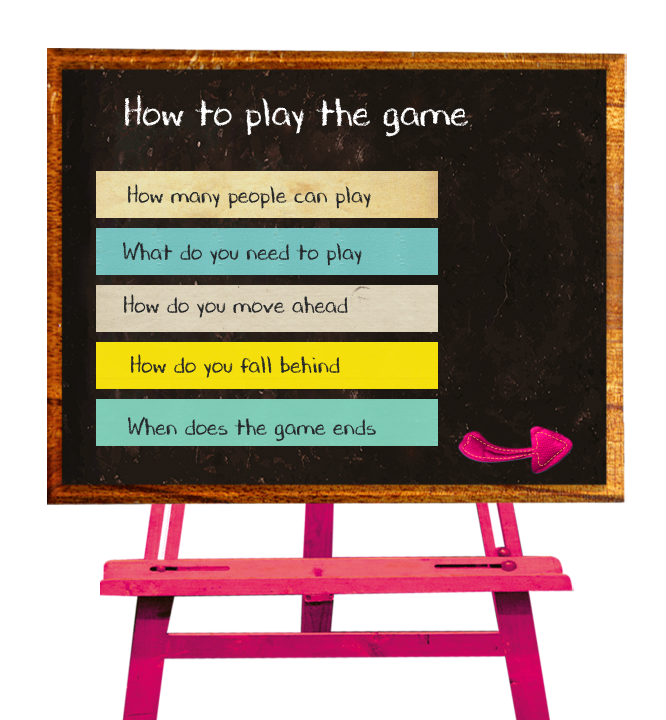 How to play the game
How many people can play
What do you need to play
How do you move ahead
How do you fall behind
When does the game ends